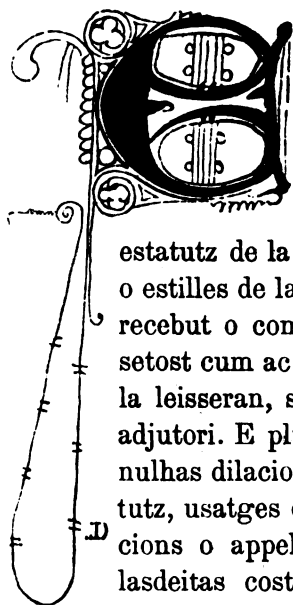 E
estatutz de la
o estilles de la
recebut o com
setost cum ac
la leisseran, s
adjutori. E pl
nulhas dilacio
tutz, usatges
cions o appel
lasdeitas cost